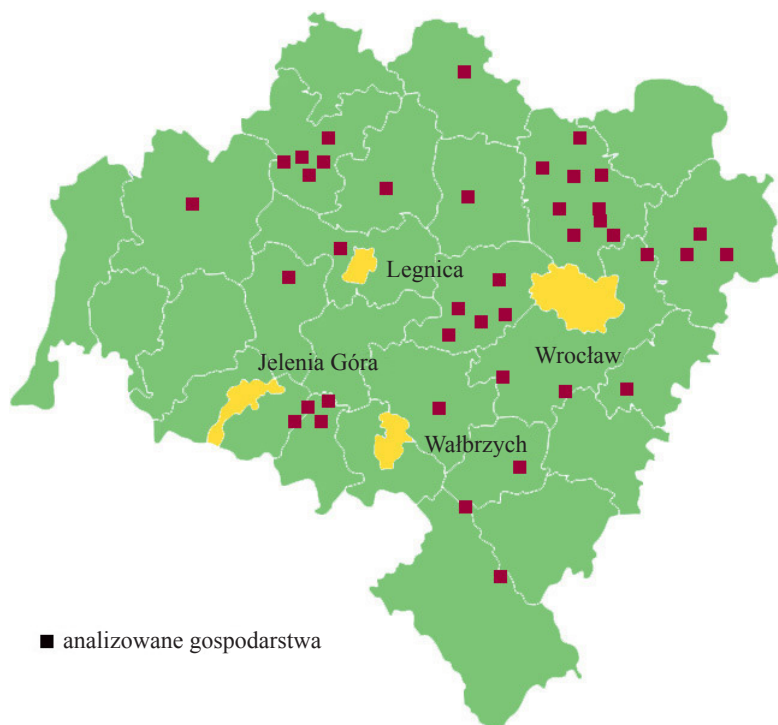 Legnica
Jelenia Góra
Wrocław
Wałbrzych
analizowane gospodarstwa